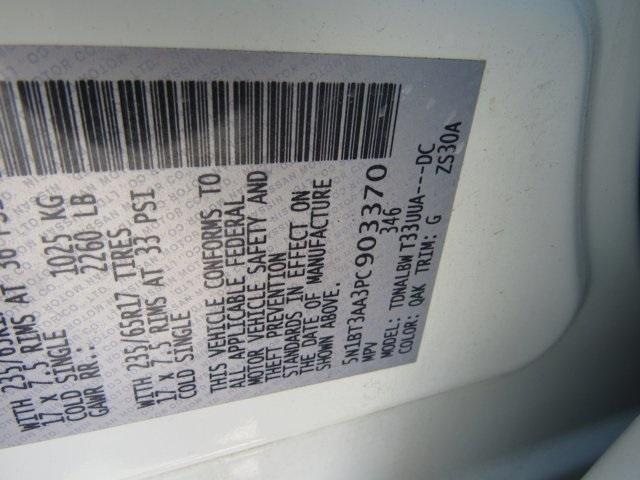 WITH 235/65R17
17 X 7.5 RIMS AT
COLD SINGLE 1025 KG
GAWR RR.: 2260 LB
WITH 235/65R17 TIRES
17 X 7.5 RIMS AT 33 PSI
COLD SINGLE
THIS VEHICLE CONFORMS TO
ALL APPLICABLE FEDERAL
MOTOR VEHICLE SAFETY AND
THEFT PREVENTION
STANDARDS IN EFFECT ON
THE DATE OF MANUFACTURE
SHOWN ABOVE.
5N1BT3AA3PC903370
MPV 346
MODEL: TDNALBW T33UUA----DC
COLOR: QAK TRIM: G ZS30A